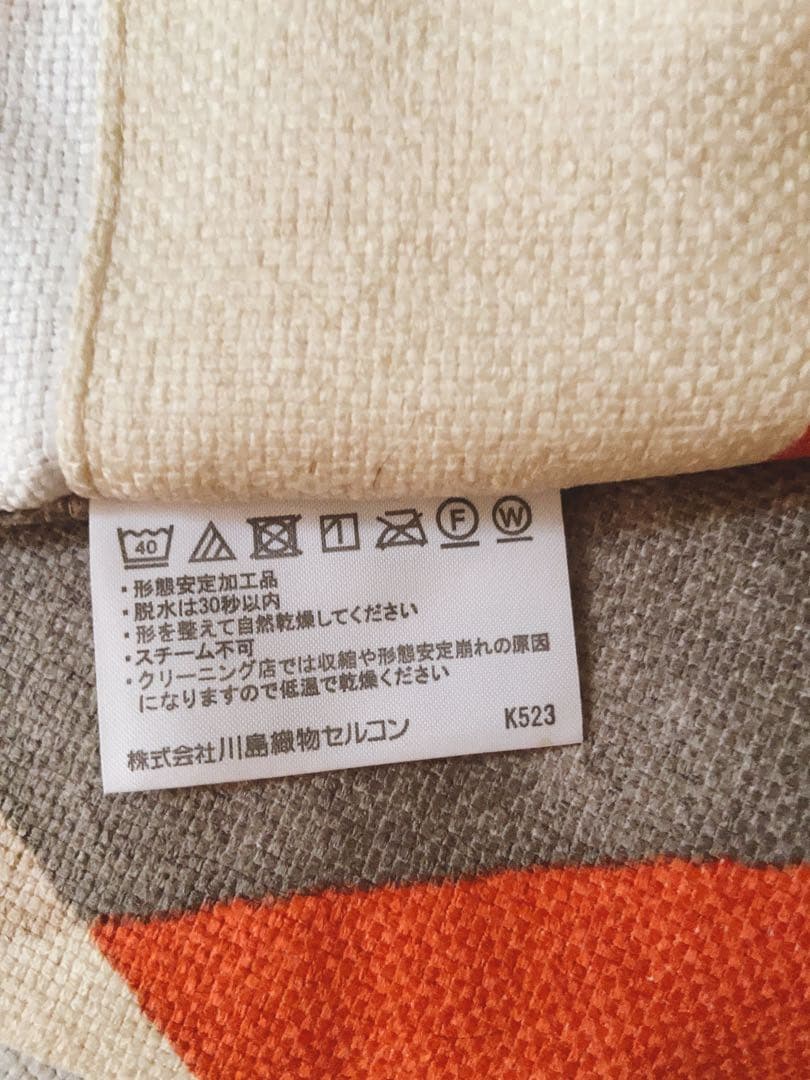 40 F W
・形態安定加工品
・脱水は30秒以内
・形を整えて自然乾燥してください
・スチーム不可
・クリーニング店では収縮や形態安定崩れの原因
になりますので低温で乾燥ください
K523
株式会社川島織物セルコン